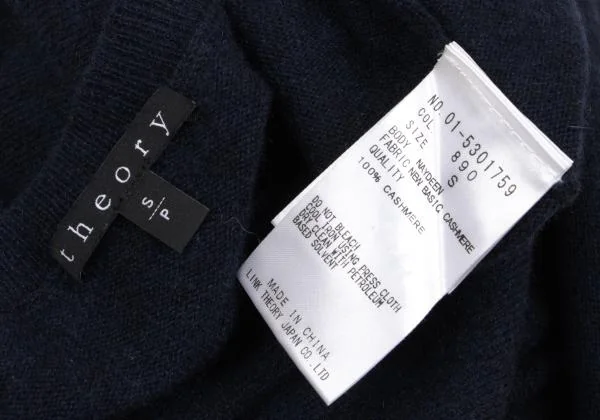 theory
S
P
NO. 01-5301759
COL 890
SIZE S
BODY NAYDEEN
FABRIC NEW BASIC CASHMERE
QUALITY
100% CASHMERE
DO NOT BLEACH
COOL IRON USING PRESS CLOTH
DRY CLEAN WITH PETROLEUM
BASED SOLVENT
MADE IN CHINA
LINK THEORY JAPAN CO.,LTD